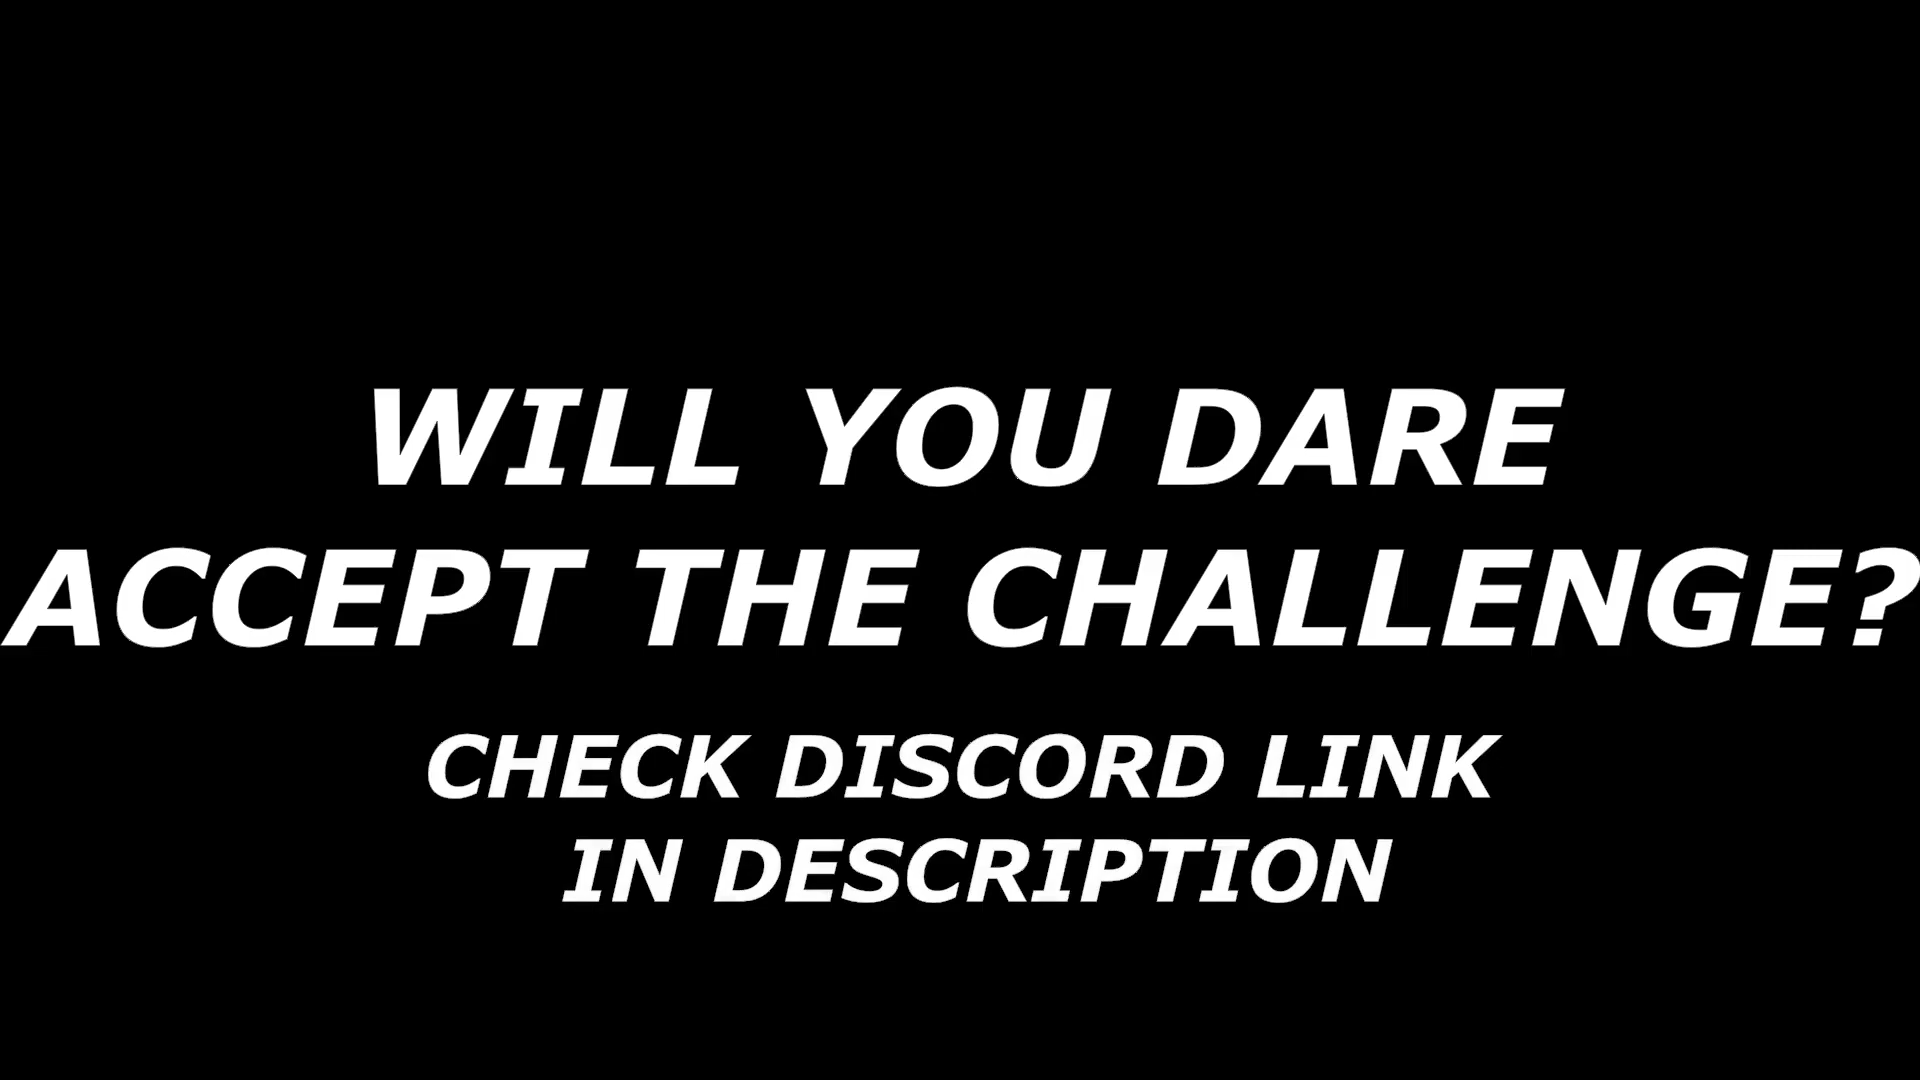 WILL YOU DARE
ACCEPT THE CHALLENGE?
CHECK DISCORD LINK
IN DESCRIPTION